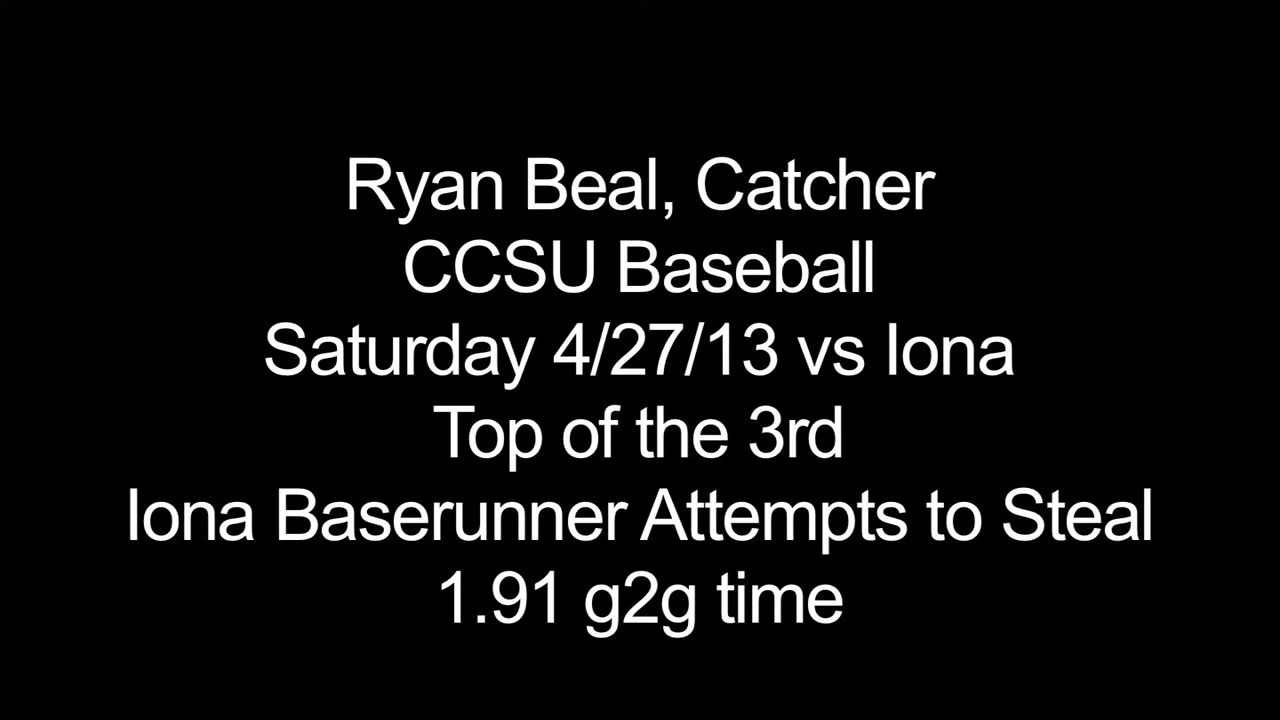 Ryan Beal, Catcher
CCSU Baseball
Saturday 4/27/13 vs Iona
Top of the 3rd
Iona Baserunner Attempts to Steal
1.91 g2g time